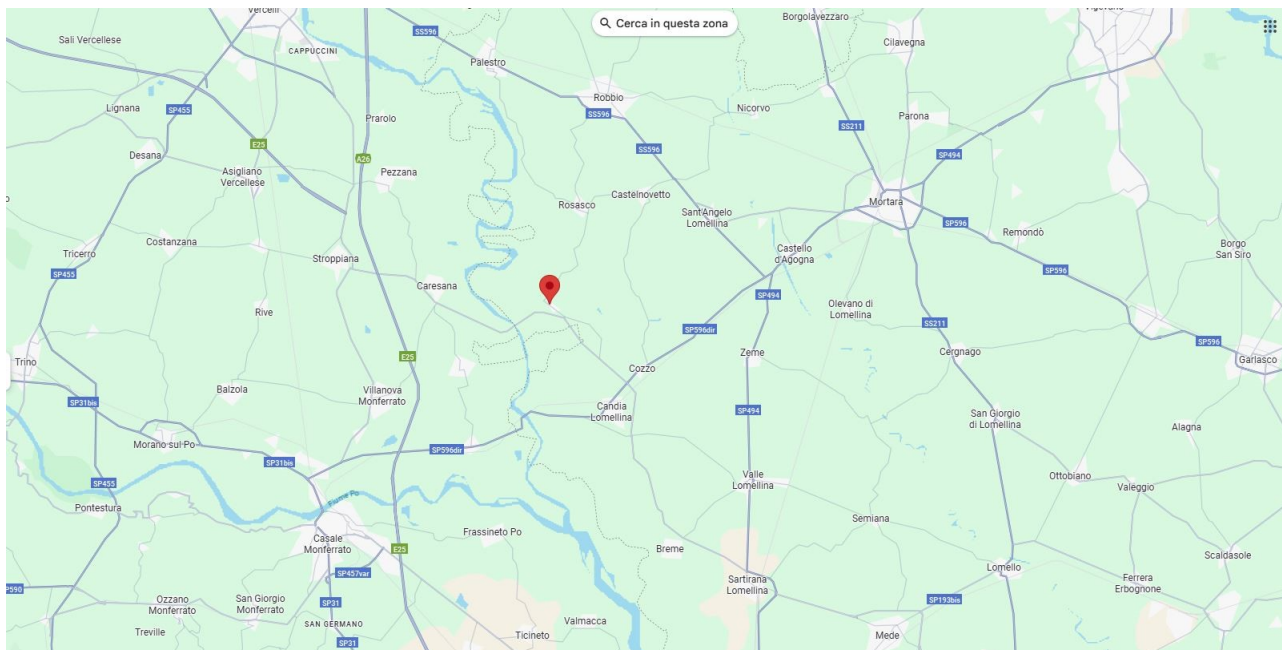 Vercelli
Cerca in questa zona
Borgolavezzaro
Sali Vercellese
CAPPUCCINI
SS596
Cilavegna
Palestro
Lignana
SP455
Robbio
SS596
Nicorvo
Parona
Prarolo
SS211
E25
A26
SS596
SP494
Desana
Asigliano
Vercellese
Pezzana
Rosasco
Castelnovetto
Mortara
Sant'Angelo
Lomellina
SP596
Remondò
Costanzana
Tricerro
Stroppiana
Castello
d'Agogna
Borgo
San Siro
SP455
SP596
Caresana
SP494
Olevano di
Lomellina
Rive
SP596dir
SS211
SP596
E25
Zeme
Cergnago
Garlasco
Trino
Cozzo
Balzola
Villanova
Monferrato
SP31bis
Candia
Lomellina
SP494
San Giorgio
di Lomellina
Alagna
Morano sul Po
SP596dir
SP31bis
SP455
Valle
Lomellina
Ottobiano
Valeggio
Fiume Po
Pontestura
Semiana
Casale
Monferrato
Frassineto Po
E25
Breme
Scaldasole
SP457var
Lomello
SP590
Sartirana
Lomellina
Ferrera
Erbognone
Ozzano
Monferrato
San Giorgio
Monferrato
SP31
SP193bis
Treville
SAN GERMANO
Valmacca
Ticineto
Mede
SP31